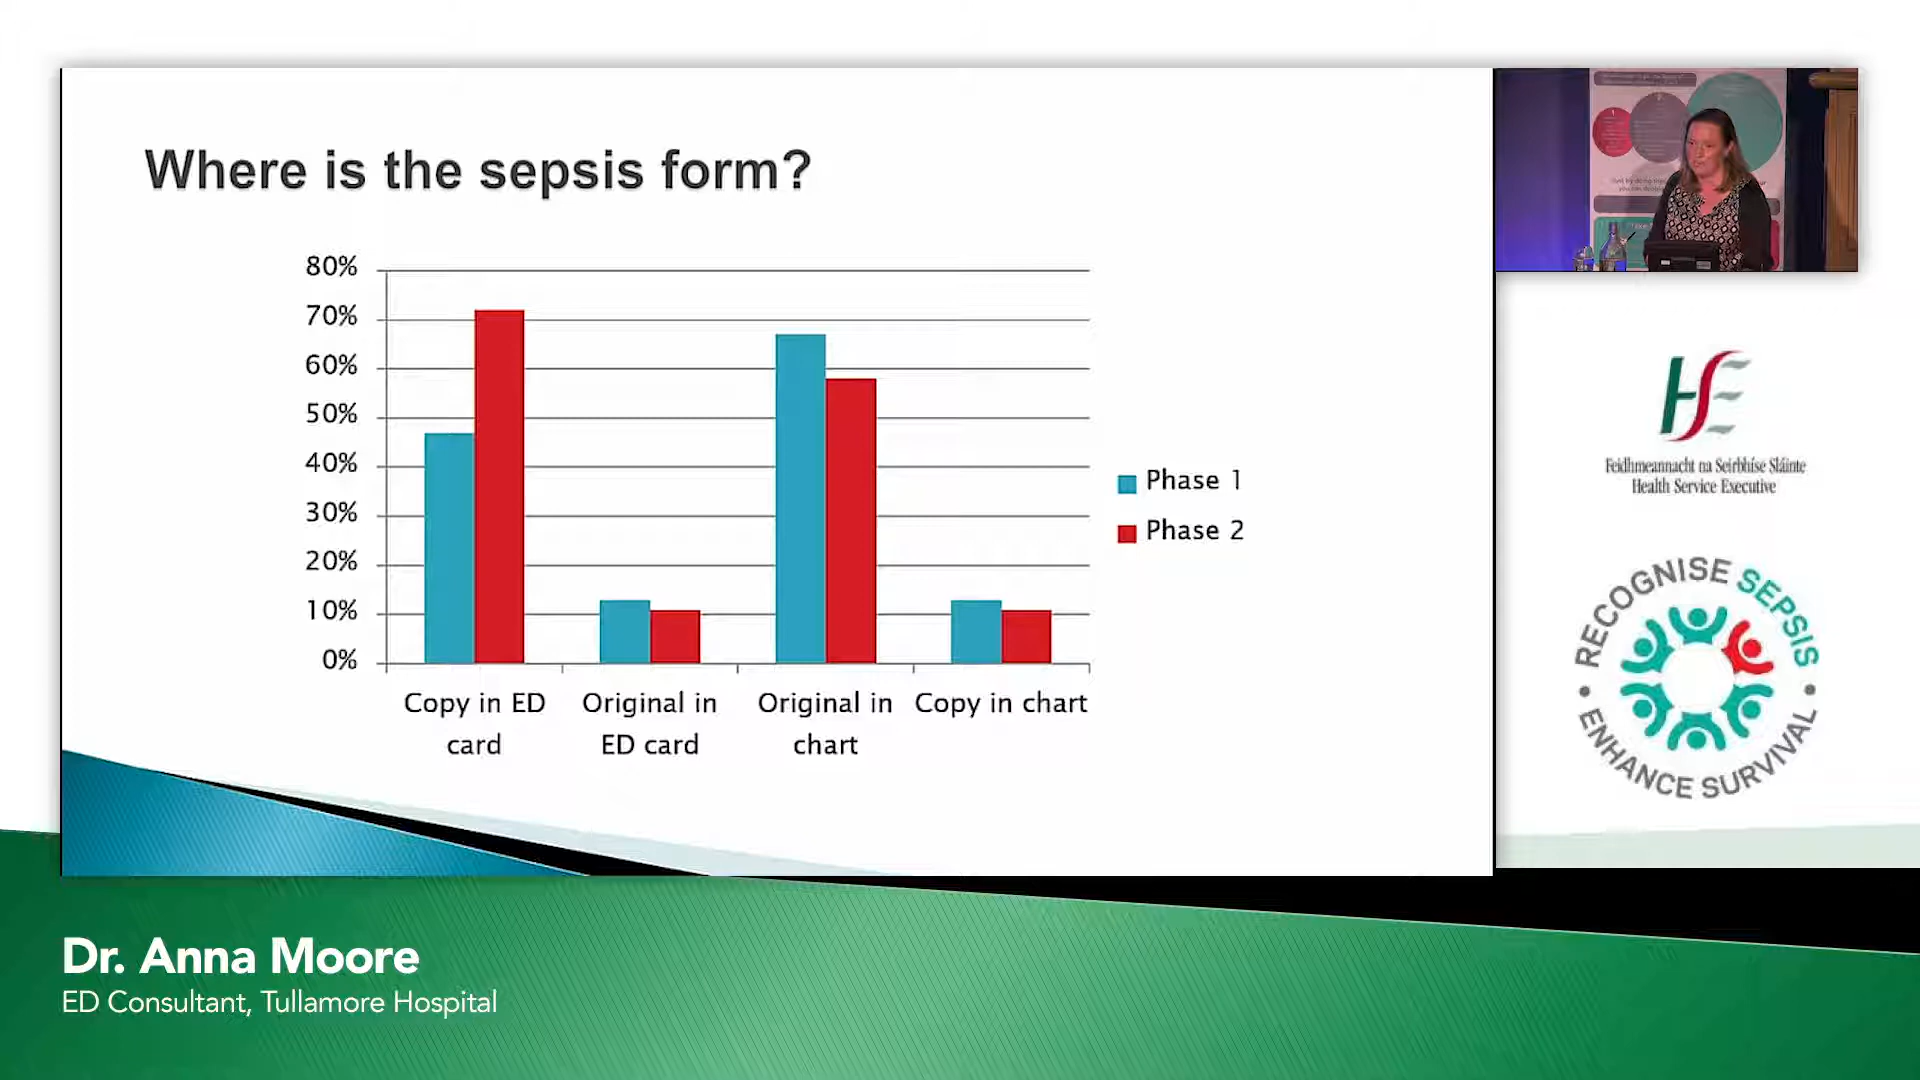 Where is the sepsis form?
80%
70%
60%
50%
40%
30%
20%
10%
0%
Copy in ED
card
Original in
ED card
Original in
chart
Copy in chart
Phase 1
Phase 2
HSE
Feidhmeannacht na Seirbhíse Sláinte
Health Service Executive
RECOGNISE SEPSIS
• ENHANCE SURVIVAL •
Dr. Anna Moore
ED Consultant, Tullamore Hospital